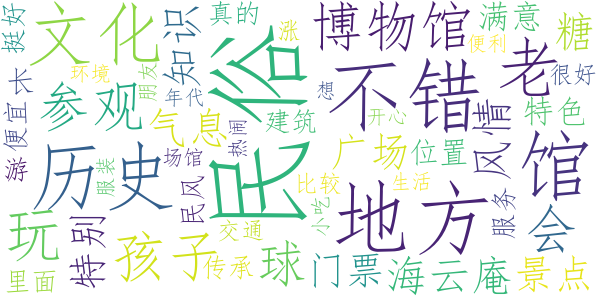 挺好
文化
真的
涨
博物馆
满意
糖
便利
知识
民俗
不错
老
很好
便宜
长
环境
朋友
年代
参观
气息
建筑
想
开心
风情
特色
馆
热闹
广场
位置
游
历史
服装
场馆
民风
比较
生活
地方
服务
会
小吃
玩
特别
孩子
交通
传承
球
门票
海云庵
景点
里面